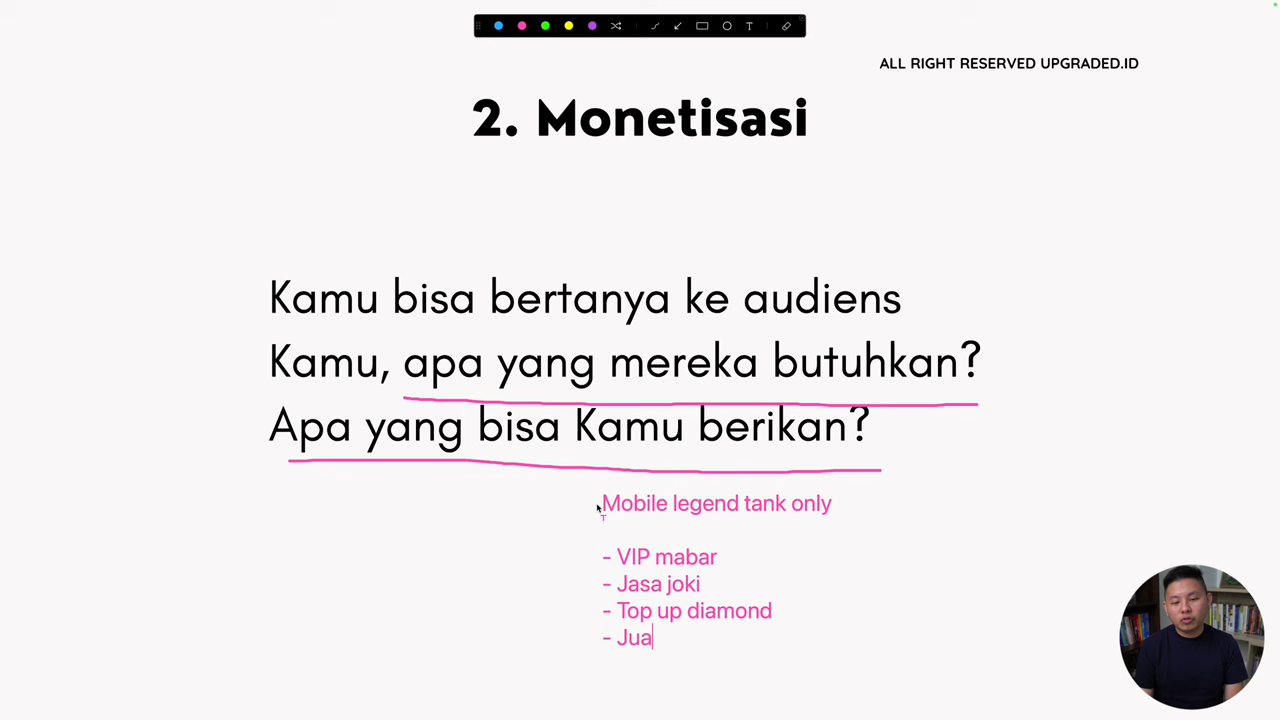 ALL RIGHT RESERVED UPGRADED.ID
2. Monetisasi
Kamu bisa bertanya ke audiens
Kamu, apa yang mereka butuhkan?
Apa yang bisa Kamu berikan?
Mobile legend tank only
- VIP mabar
- Jasa joki
- Top up diamond
- Jua